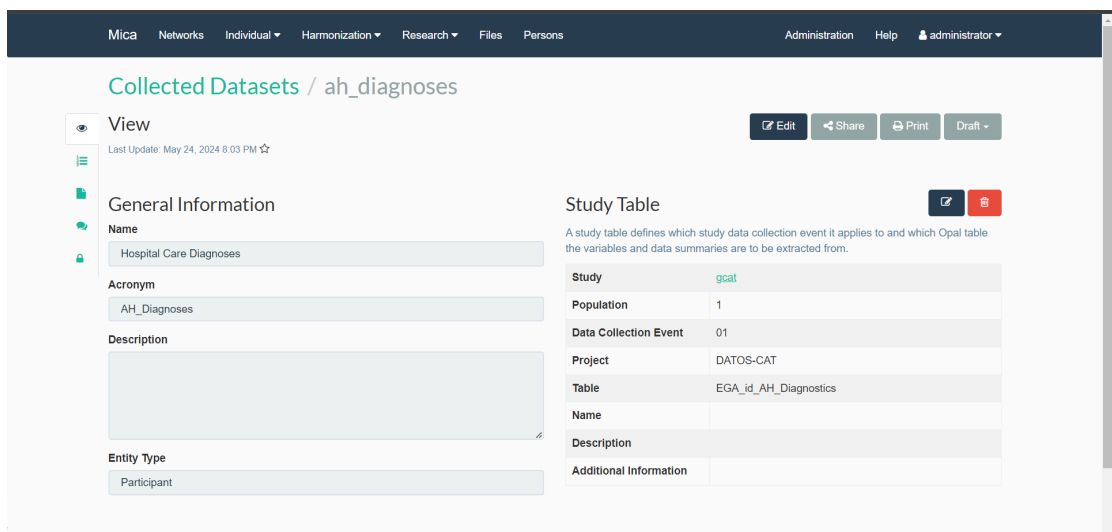 Mica Networks Individual Harmonization Research Files Persons Administration Help administrator
Collected Datasets / ah_diagnoses
View
Edit Share Print Draft
Last Update: May 24, 2024 8:03 PM
General Information
Name
Hospital Care Diagnoses
Acronym
AH_Diagnoses
Description
Entity Type
Participant
Study Table
A study table defines which study data collection event it applies to and which Opal table
the variables and data summaries are to be extracted from.
Study gcat
Population 1
Data Collection Event 01
Project DATOS-CAT
Table EGA_id_AH_Diagnostics
Name
Description
Additional Information